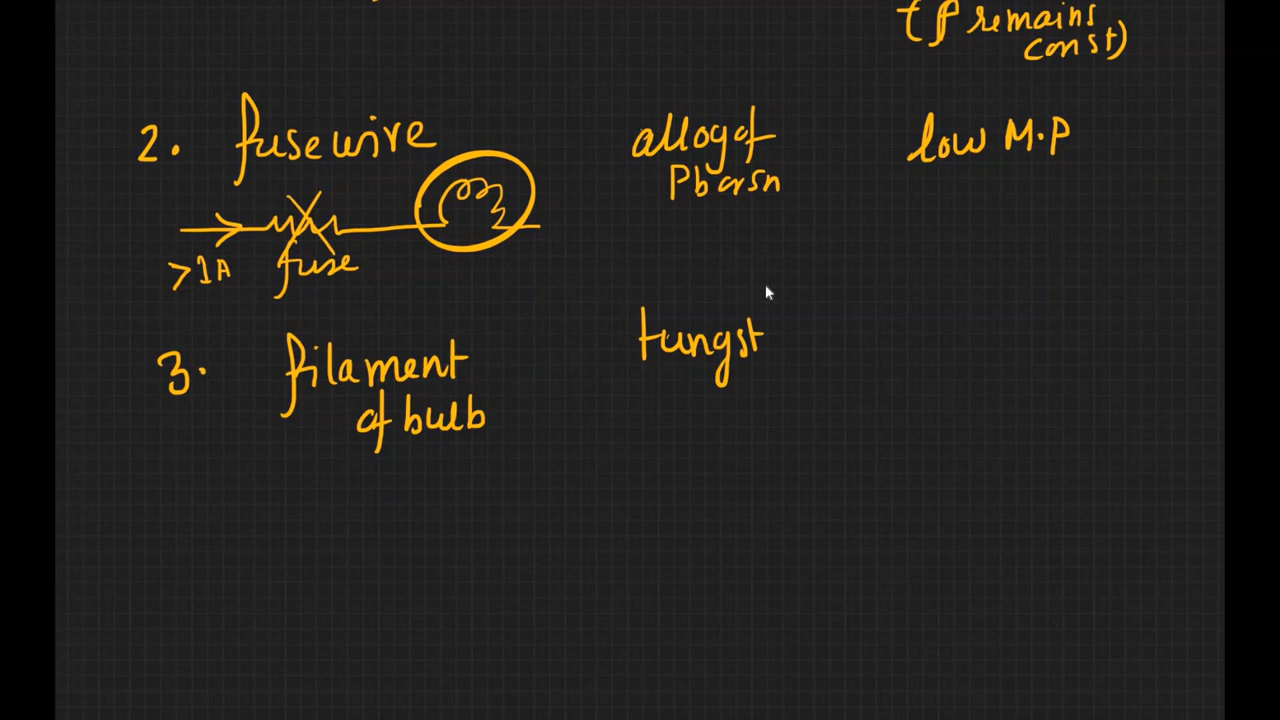 (ρ remains
const)
2. fuse wire
alloy of
Pb or Sn
low M.P
>1A fuse
3. filament
of bulb
tungst